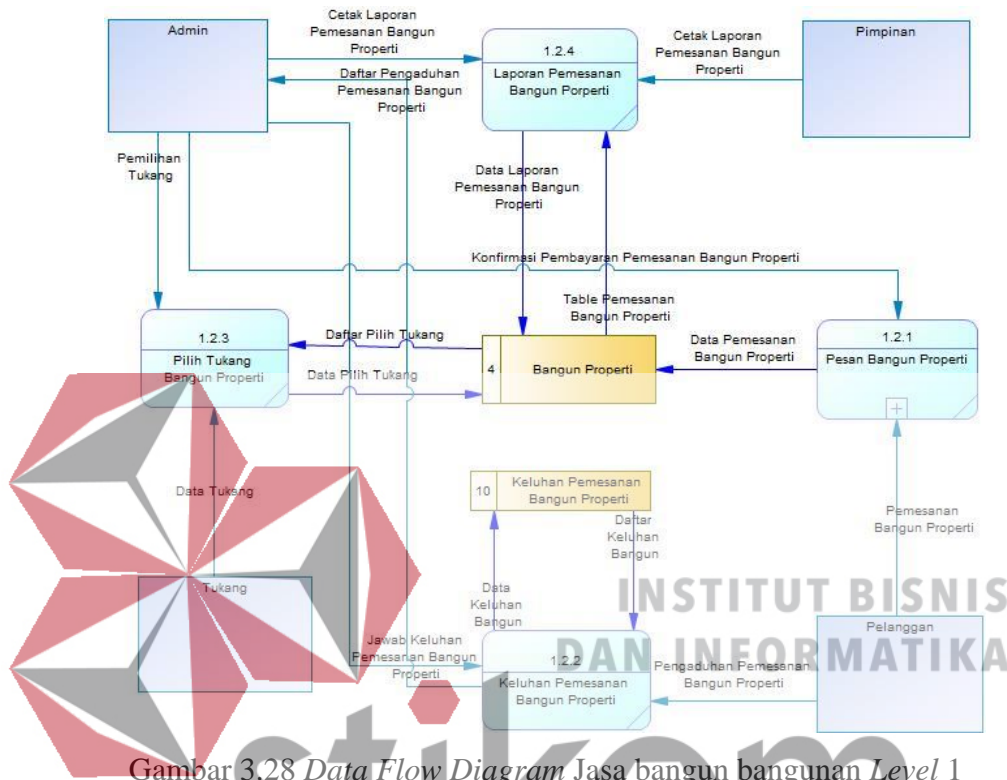 Admin
Cetak Laporan
Pemesanan Bangun
Properti
1.2.4
Laporan Pemesanan
Bangun Porperti
Cetak Laporan
Pemesanan Bangun
Properti
Pimpinan
Daftar Pengaduhan
Pemesanan Bangun
Properti
Pemilihan
Tukang
Data Laporan
Pemesanan Bangun
Properti
Konfirmasi Pembayaran Pemesanan Bangun Properti
Table Pemesanan
Bangun Properti
1.2.3
Pilih Tukang
Bangun Properti
Daftar Pilih Tukang
Data Pilih Tukang
4
Bangun Properti
Data Pemesanan
Bangun Properti
1.2.1
Pesan Bangun Properti
Data Tukang
10
Keluhan Pemesanan
Bangun Properti
Daftar
Keluhan
Bangun
Pemesanan
Bangun Properti
Tukang
Data
Keluhan
Bangun
INSTITUT BISNIS
DAN INFORMATIKA
Pelanggan
Jawab Keluhan
Pemesanan Bangun
Properti
1.2.2
Keluhan Pemesanan
Bangun Properti
Pengaduhan Pemesanan
Bangun Properti
stikom
Gambar 3.28 Data Flow Diagram Jasa bangun bangunan Level 1